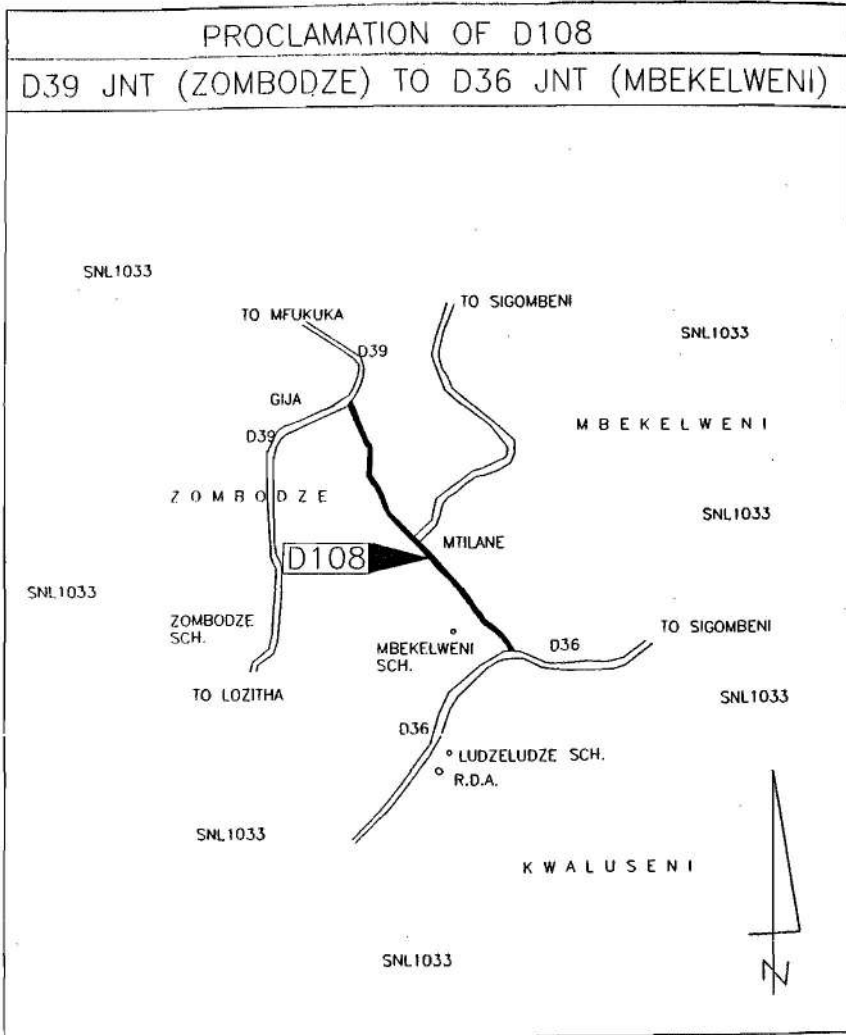 PROCLAMATION OF D108
D39 JNT (ZOMBODZE) TO D36 JNT (MBEKELWENI)
SNL1033
TO MFUKUKA
TO SIGOMBENI
SNL1033
D39
GIJA
D39
MBEKELWENI
ZOMBODZE
SNL1033
MTILANE
D108
SNL1033
ZOMBODZE
SCH.
TO SIGOMBENI
MBEKELWENI
SCH.
D36
TO LOZITHA
SNL1033
D36
LUDZELUDZE SCH.
R.D.A.
SNL1033
KWALUSENI
SNL1033
N